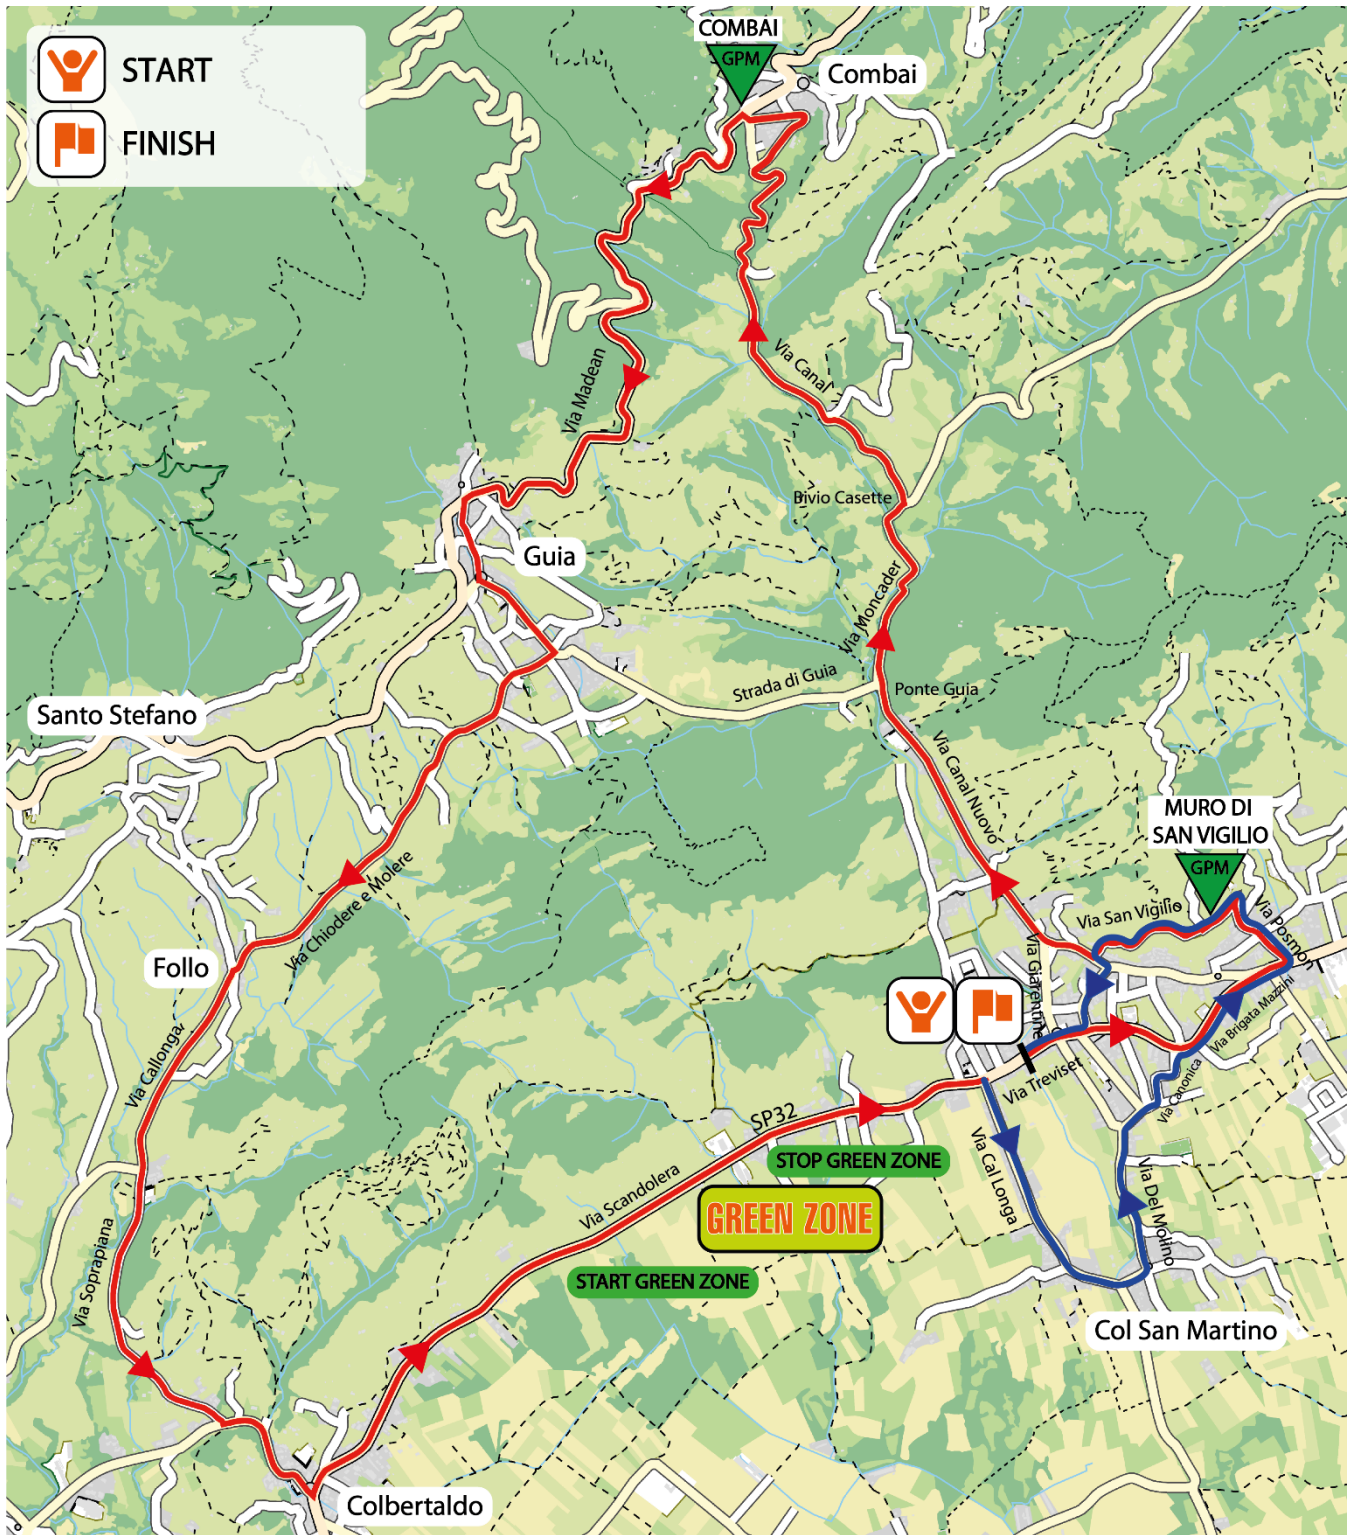 START
FINISH
COMBAI
GPM
Combai
Via Canal
Via Madean
Bivio Casette
Guia
Via Moncader
Strada di Guia
Ponte Guia
Santo Stefano
Via Canal Nuovo
MURO DI
SAN VIGILIO
GPM
Via San Vigilio
Via Posmon
Via Chiodere e Molere
Follo
Via Giarentine
Via Brigata Mazzini
Via Callonga
Via Treviset
Via Canonica
SP32
STOP GREEN ZONE
Via Cal Longa
Via Del Molino
Via Scandolera
GREEN ZONE
Via Soprapiana
START GREEN ZONE
Col San Martino
Colbertaldo